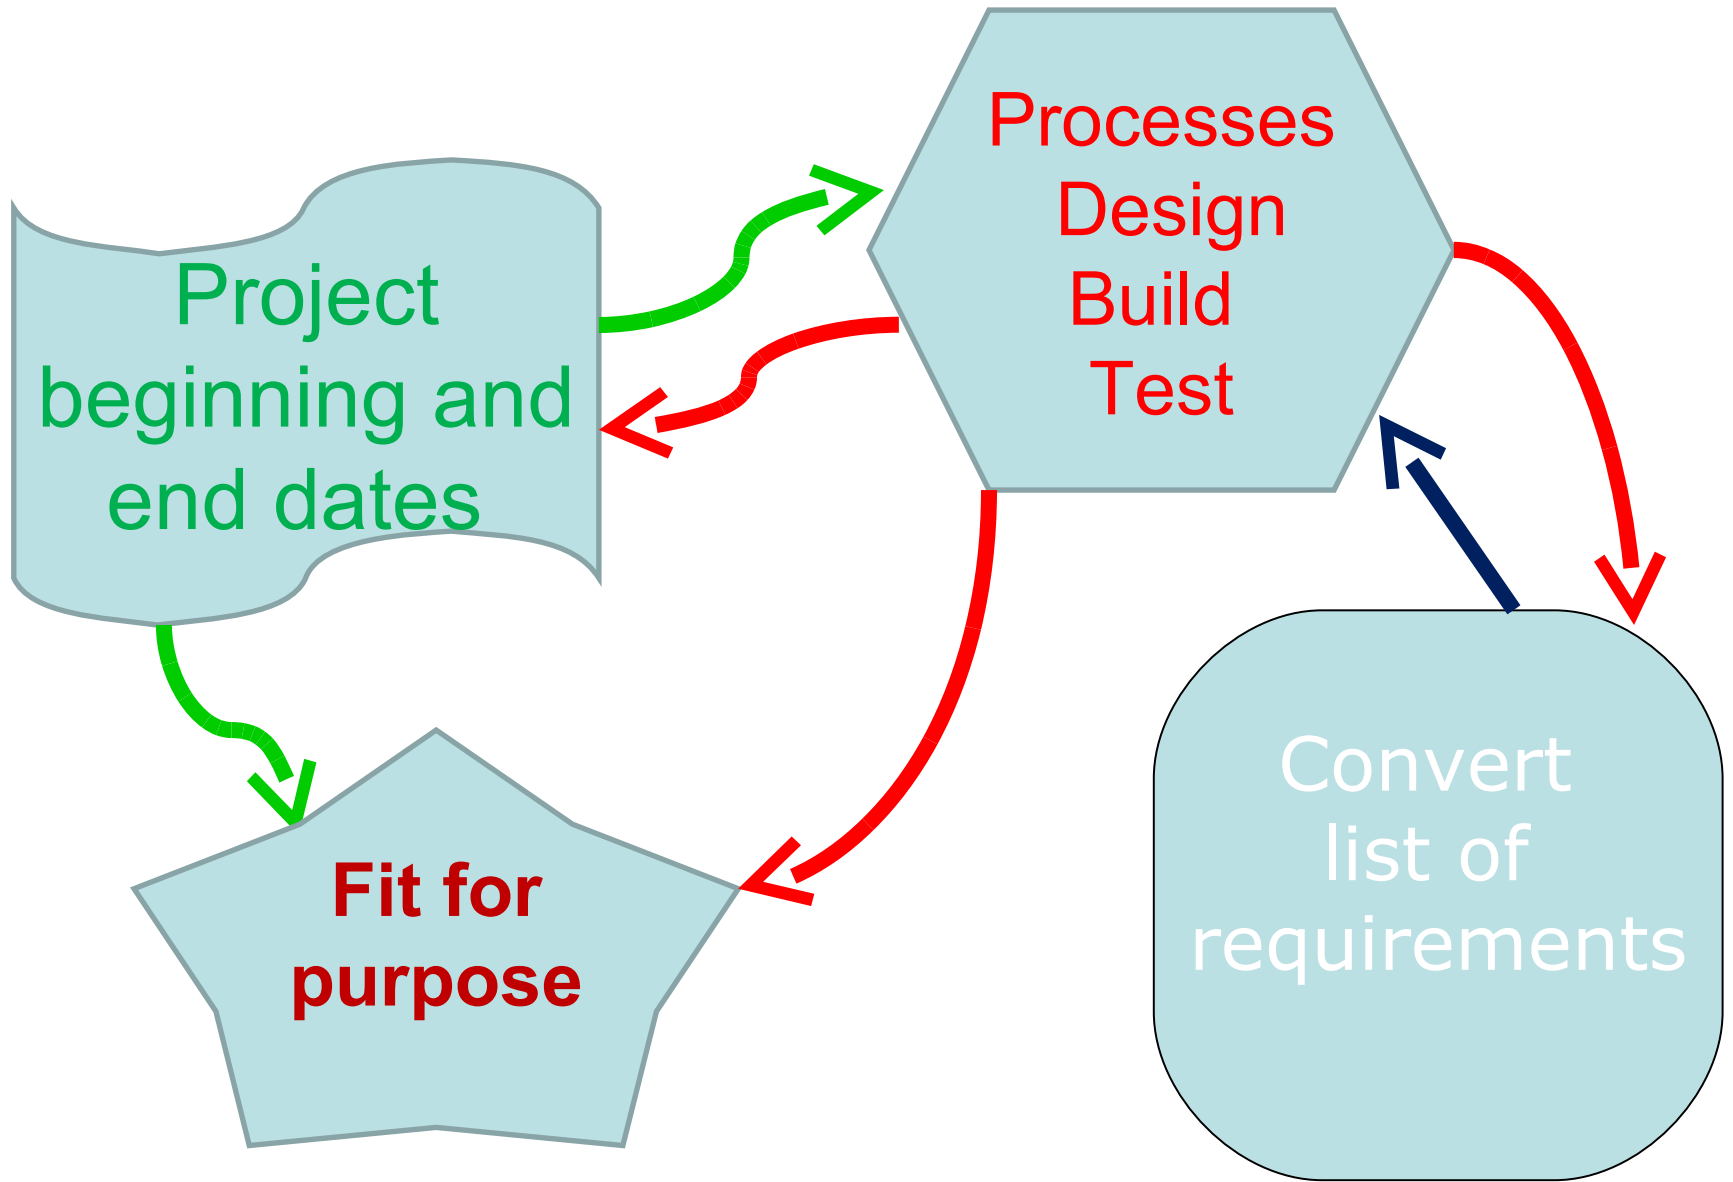 Project
beginning and
end dates
Processes
Design
Build
Test
Fit for
purpose
Convert
list of
requirements